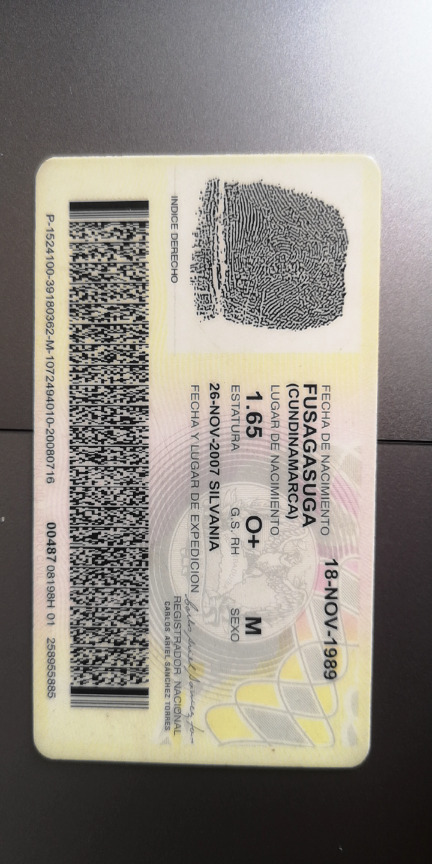 FECHA DE NACIMIENTO 18-NOV-1989
FUSAGASUGA
(CUNDINAMARCA)
LUGAR DE NACIMIENTO
1.65 O+ M
ESTATURA G.S. RH SEXO
26-NOV-2007 SILVANIA
FECHA Y LUGAR DE EXPEDICION
INDICE DERECHO
REGISTRADOR NACIONAL
CARLOS ARIEL SANCHEZ TORRES
P-1524100-39180362-M-1072494010-20080716 00487 08198H 01 258955885